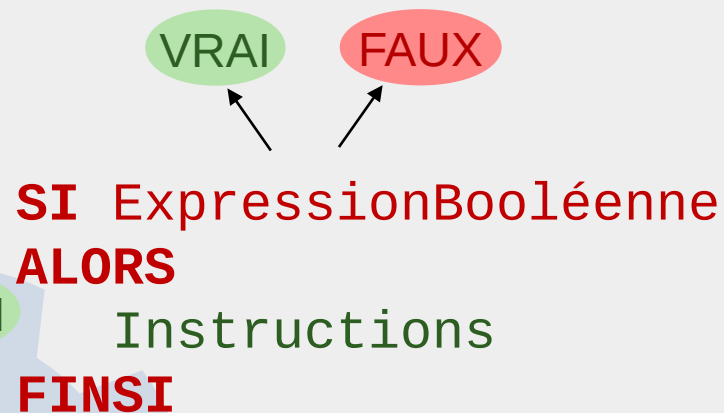 VRAI FAUX
SI ExpressionBooléenne
ALORS
Instructions
FINSI